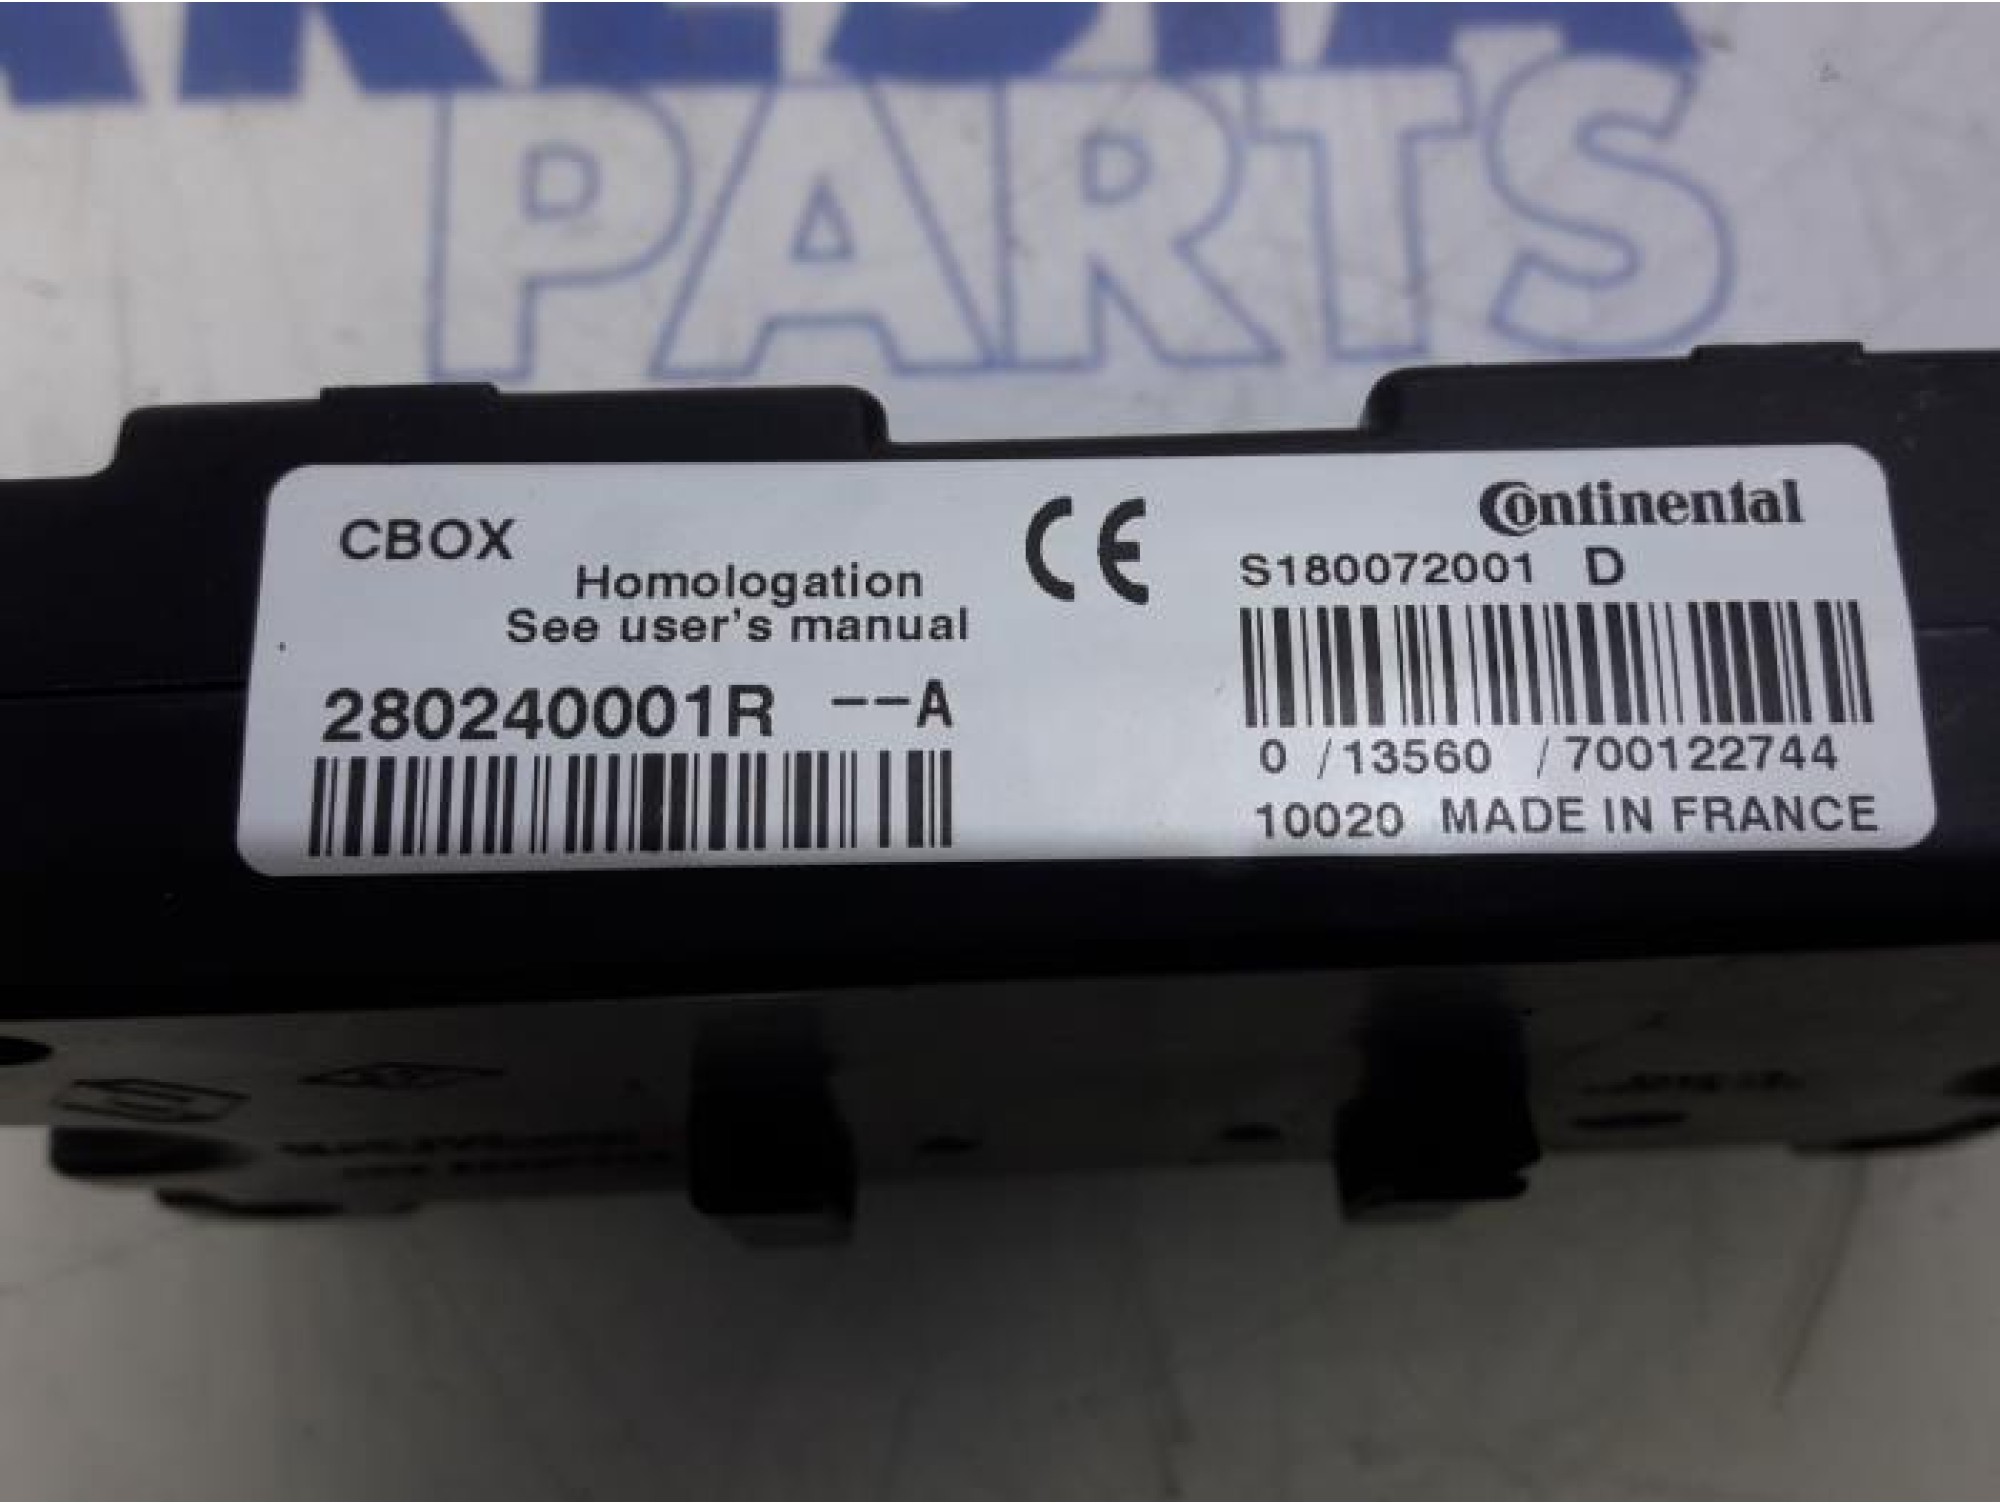 PARTS
CBOX
Homologation
See user's manual
280240001R --A
CE
Continental
S180072001 D
0 /13560 /700122744
10020 MADE IN FRANCE